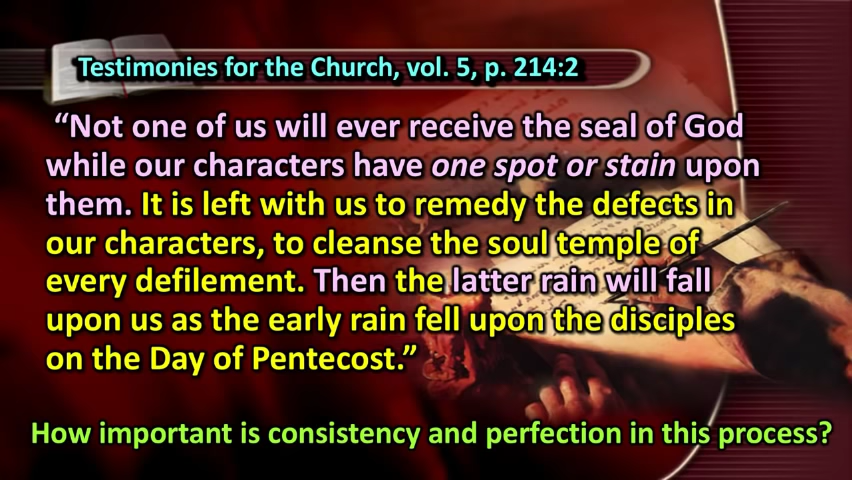 Testimonies for the Church, vol. 5, p. 214:2
“Not one of us will ever receive the seal of God
while our characters have one spot or stain upon
them. It is left with us to remedy the defects in
our characters, to cleanse the soul temple of
every defilement. Then the latter rain will fall
upon us as the early rain fell upon the disciples
on the Day of Pentecost.”
How important is consistency and perfection in this process?